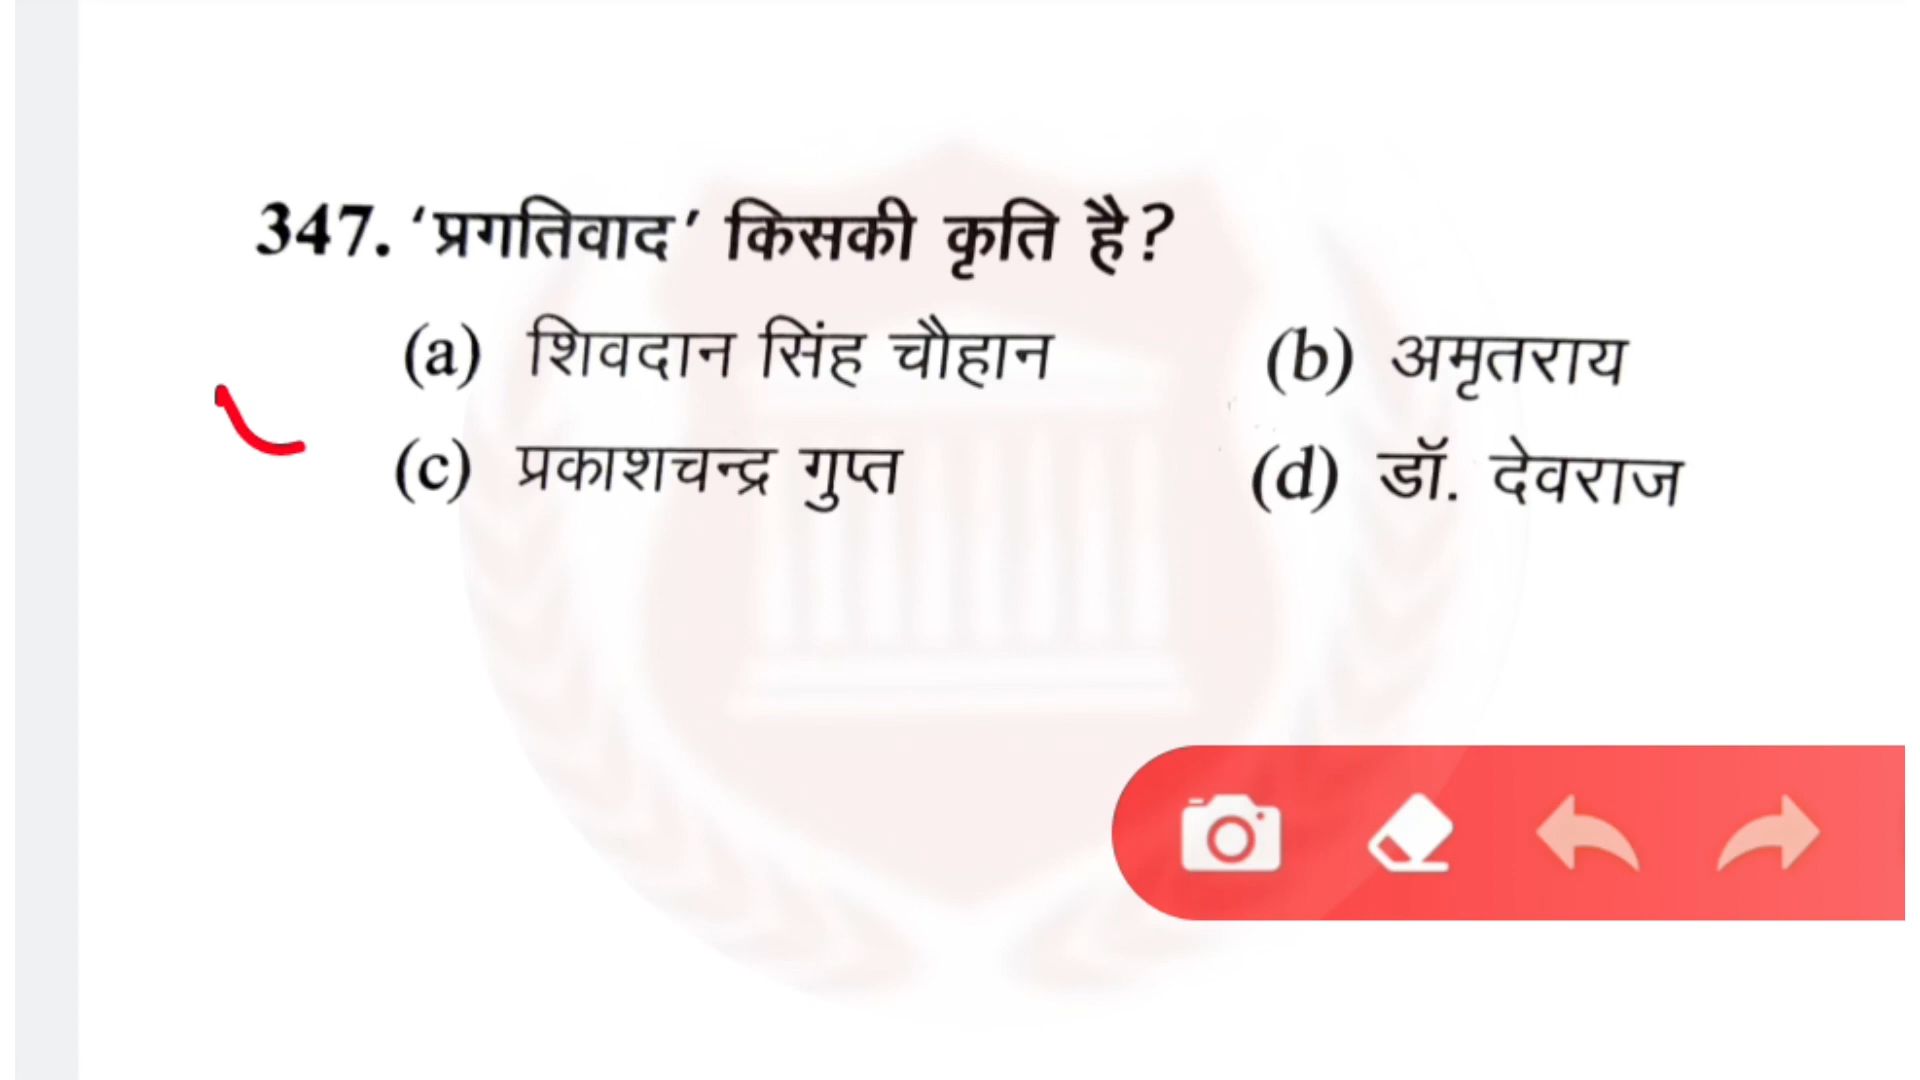 347. ‘प्रगतिवाद’ किसकी कृति है?
(a) शिवदान सिंह चौहान (b) अमृतराय
(c) प्रकाशचन्द्र गुप्त (d) डॉ. देवराज